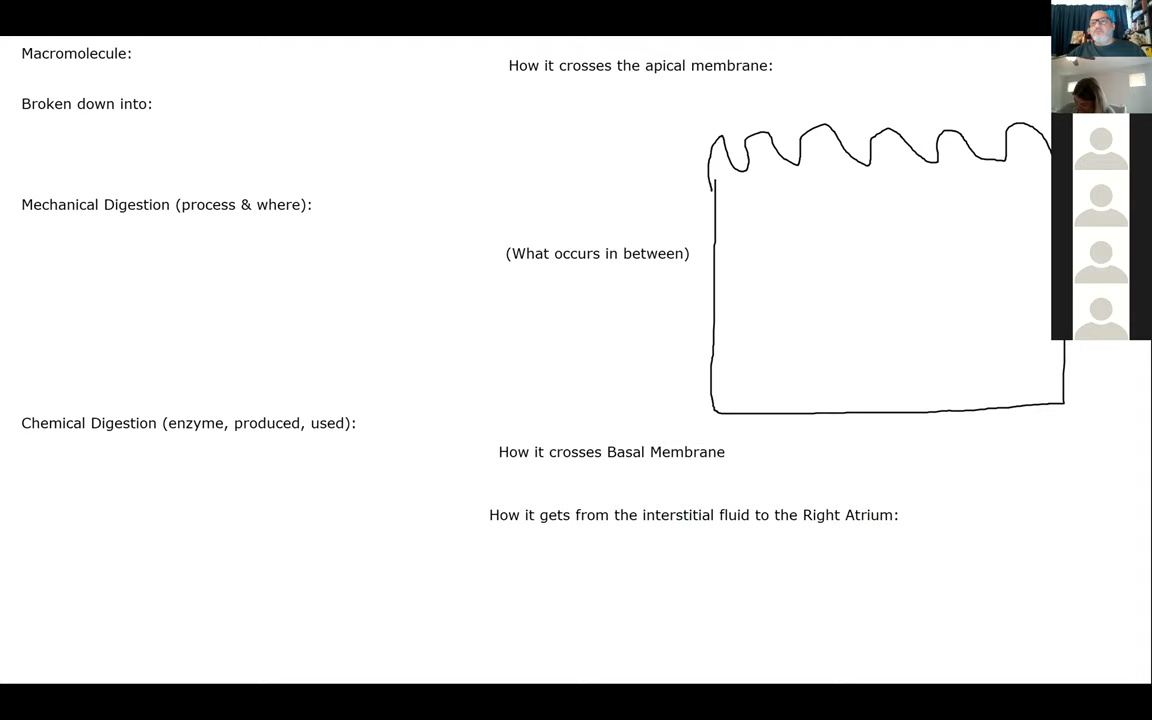 Macromolecule:
Broken down into:
Mechanical Digestion (process & where):
Chemical Digestion (enzyme, produced, used):
How it crosses the apical membrane:
(What occurs in between)
How it crosses Basal Membrane
How it gets from the interstitial fluid to the Right Atrium: